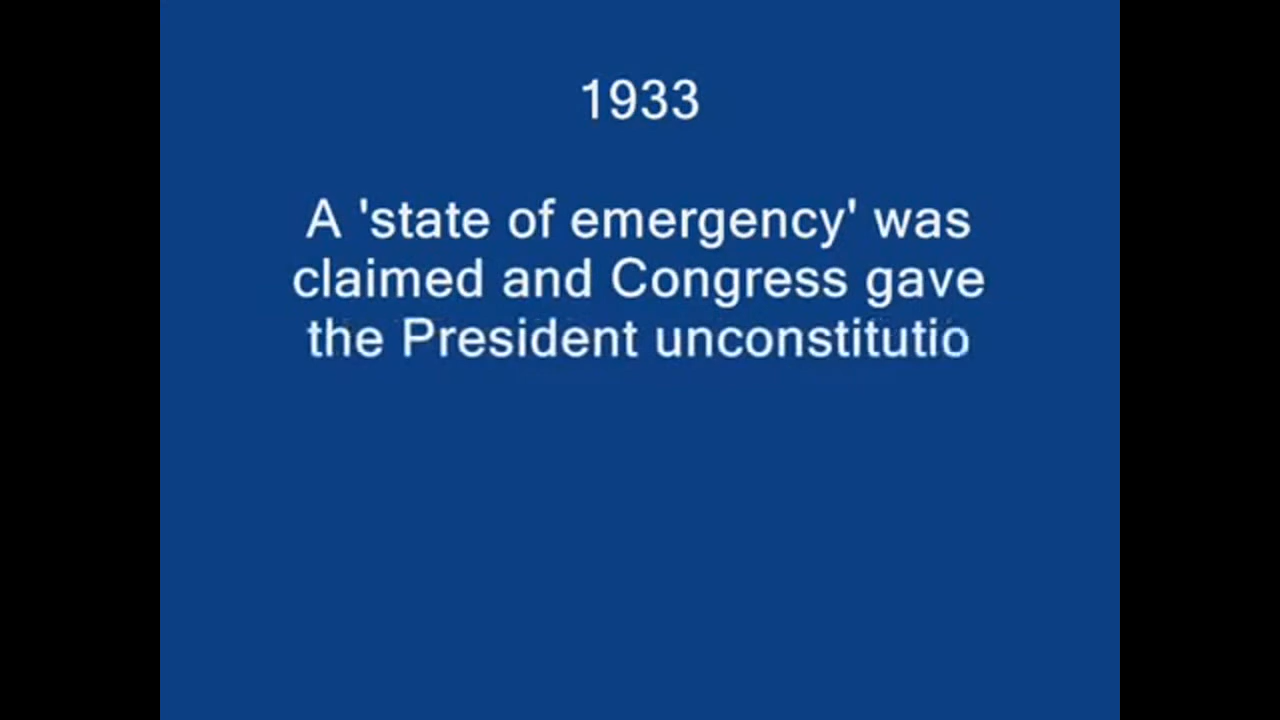 1933
A 'state of emergency' was
claimed and Congress gave
the President unconstitutio